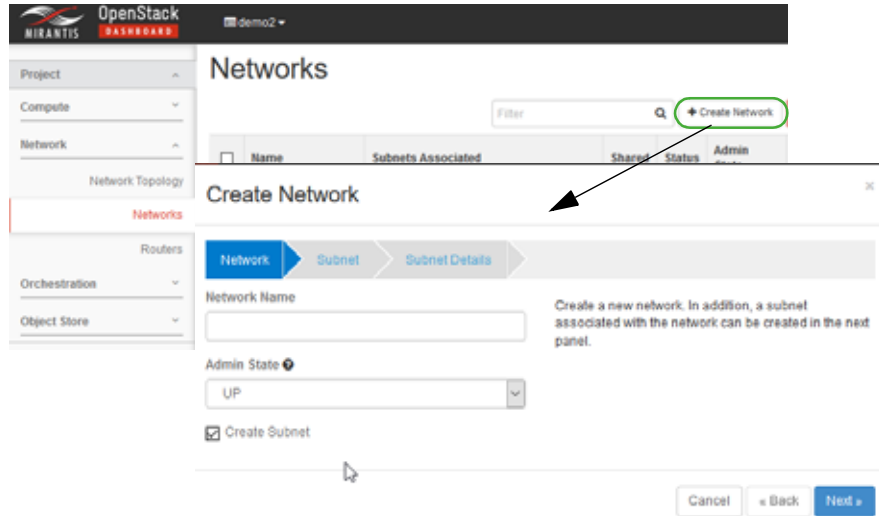 MIRANTIS
OpenStack
DASHBOARD
demo2
Project
Compute
Network
Network Topology
Networks
Routers
Orchestration
Object Store
Networks
Filter
+ Create Network
Name Subnets Associated Shared Status Admin
Create Network
×
Network Subnet Subnet Details
Network Name
Create a new network. In addition, a subnet
associated with the network can be created in the next
panel.
Admin State
UP
Create Subnet
Cancel « Back Next »